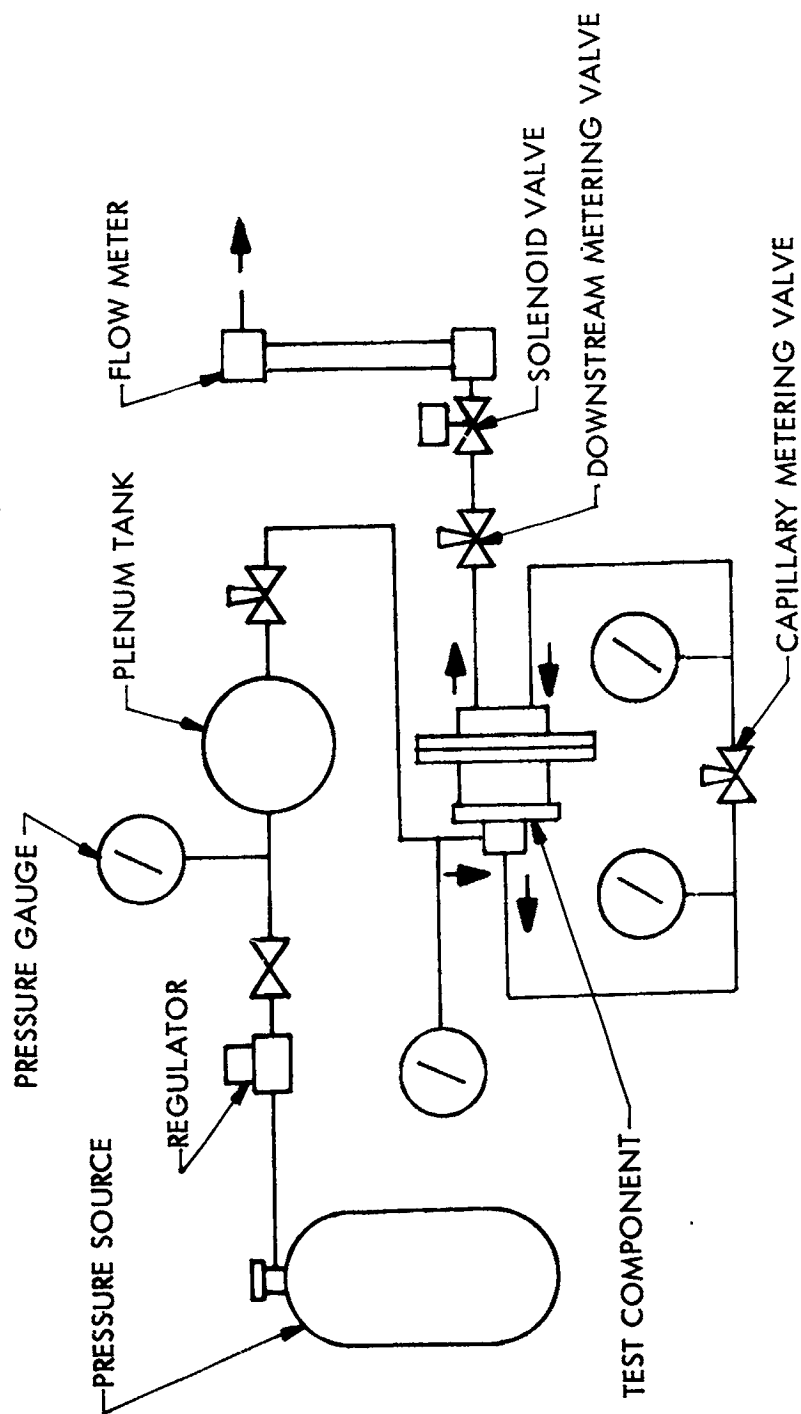 PRESSURE SOURCE
PRESSURE GAUGE
REGULATOR
PLENUM TANK
FLOW METER
SOLENOID VALVE
DOWNSTREAM METERING VALVE
TEST COMPONENT
CAPILLARY METERING VALVE